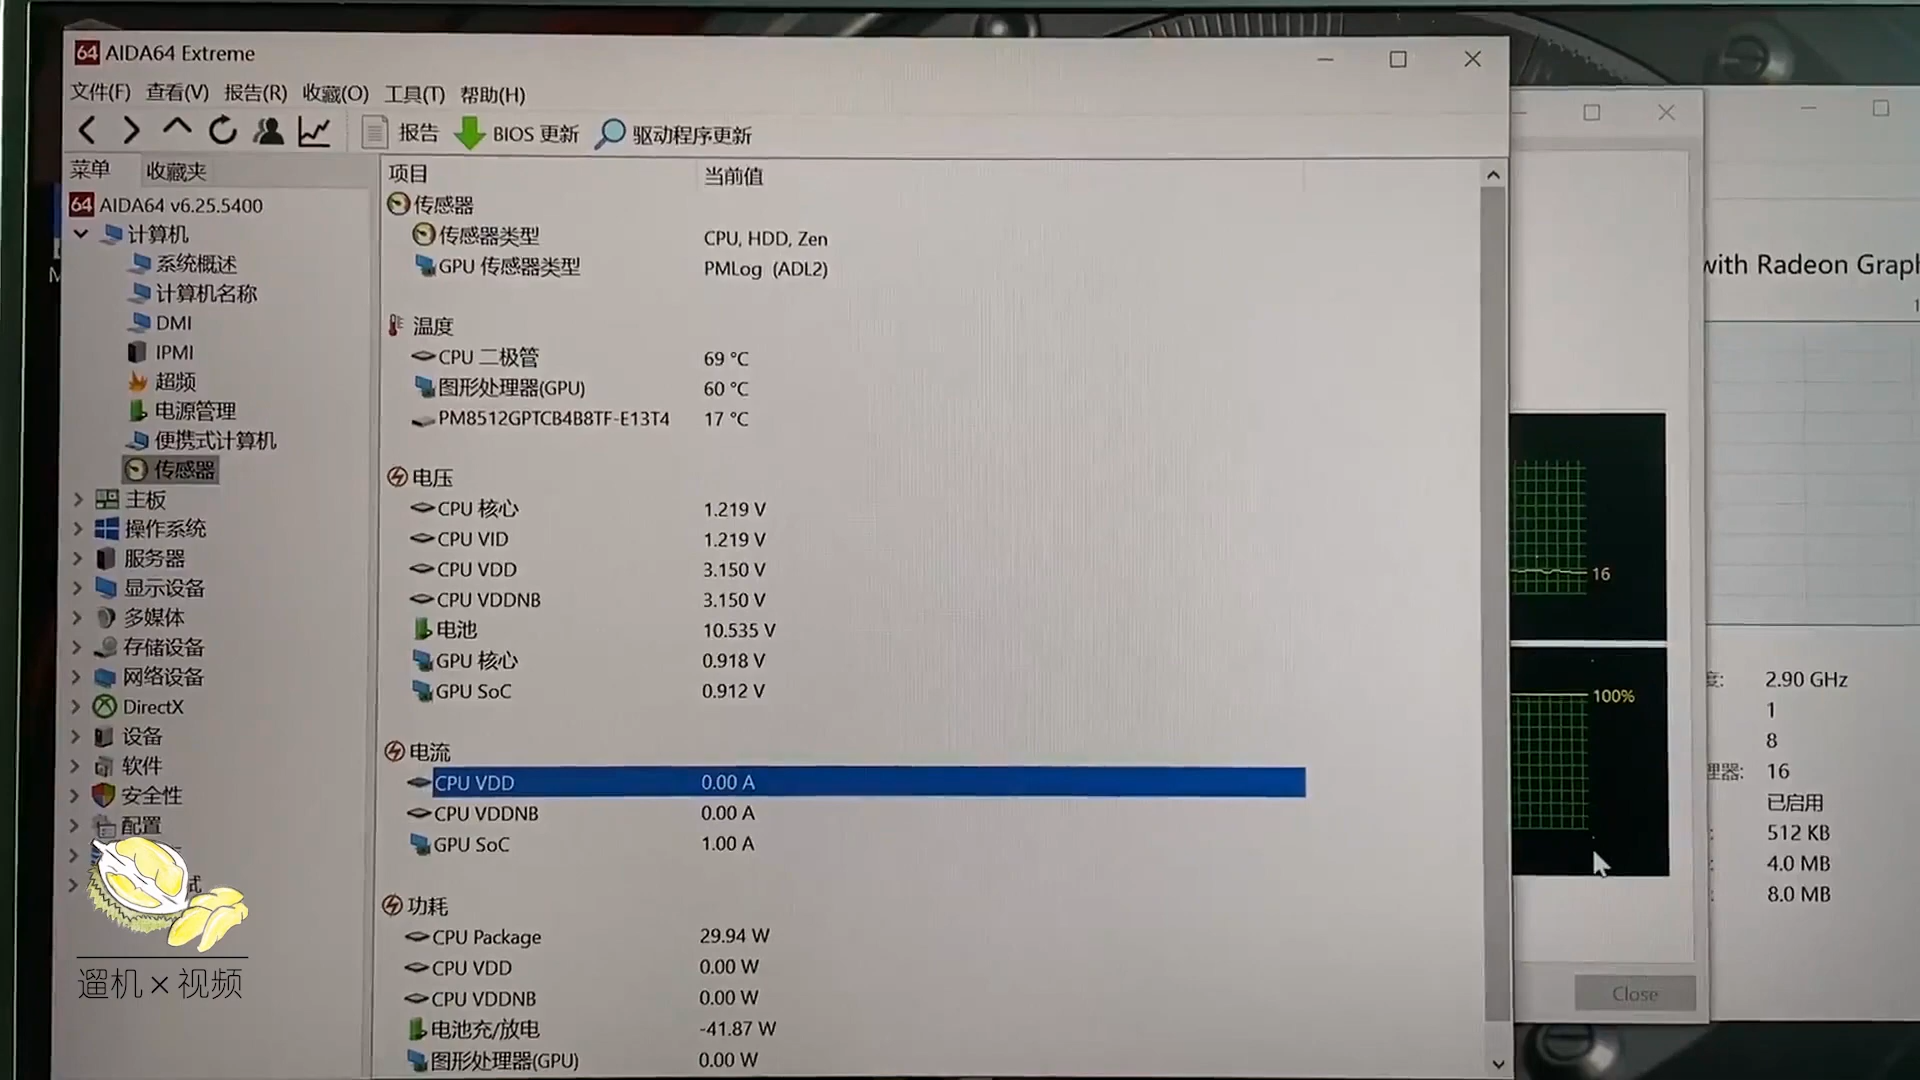 AIDA64 Extreme
文件(F) 查看(V) 报告(R) 收藏(O) 工具(T) 帮助(H)
报告 BIOS 更新 驱动程序更新
菜单 收藏夹
AIDA64 v6.25.5400
计算机
系统概述
计算机名称
DMI
IPMI
超频
电源管理
便携式计算机
传感器
主板
操作系统
服务器
显示设备
多媒体
存储设备
网络设备
DirectX
设备
软件
安全性
配置
项目 当前值
传感器
传感器类型 CPU, HDD, Zen
GPU 传感器类型 PMLog (ADL2)
温度
CPU 二极管 69 °C
图形处理器(GPU) 60 °C
PM8512GPTCB4B8TF-E13T4 17 °C
电压
CPU 核心 1.219 V
CPU VID 1.219 V
CPU VDD 3.150 V
CPU VDDNB 3.150 V
电池 10.535 V
GPU 核心 0.918 V
GPU SoC 0.912 V
电流
CPU VDD 0.00 A
CPU VDDNB 0.00 A
GPU SoC 1.00 A
功耗
CPU Package 29.94 W
CPU VDD 0.00 W
CPU VDDNB 0.00 W
电池充/放电 -41.87 W
图形处理器(GPU) 0.00 W
16
100%
Close
with Radeon Graph
2.90 GHz
1
8
理器: 16
已启用
512 KB
4.0 MB
8.0 MB
遛机×视频